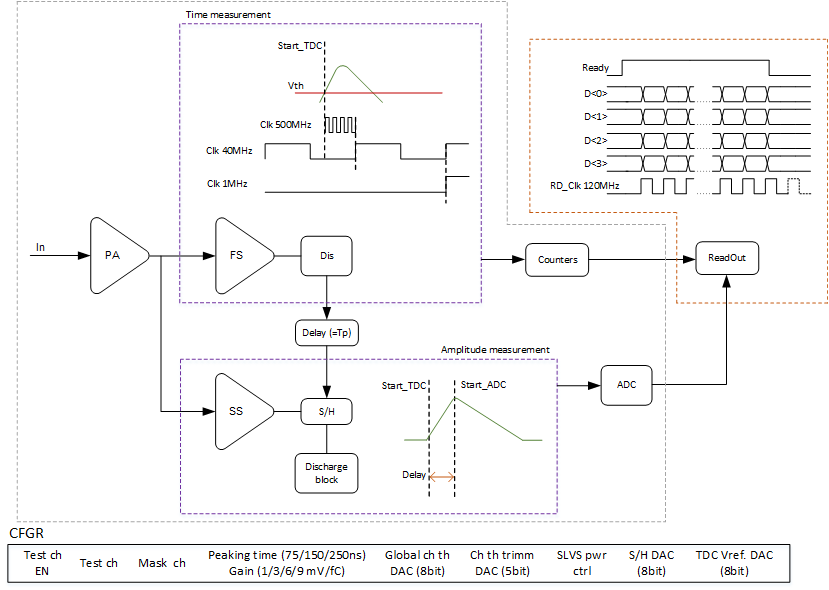 Time measurement
Start_TDC
Vth
Clk 500MHz
Clk 40MHz
Clk 1MHz
Ready
D<0>
D<1>
D<2>
D<3>
RD_Clk 120MHz
In
PA
FS
Dis
Counters
ReadOut
Delay (=Tp)
Amplitude measurement
SS
S/H
Discharge
block
Start_TDC
Start_ADC
Delay
ADC
CFGR
Test ch
EN
Test ch
Mask ch
Peaking time (75/150/250ns)
Gain (1/3/6/9 mV/fC)
Global ch th
DAC (8bit)
Ch th trimm
DAC (5bit)
SLVS pwr
ctrl
S/H DAC
(8bit)
TDC Vref. DAC
(8bit)